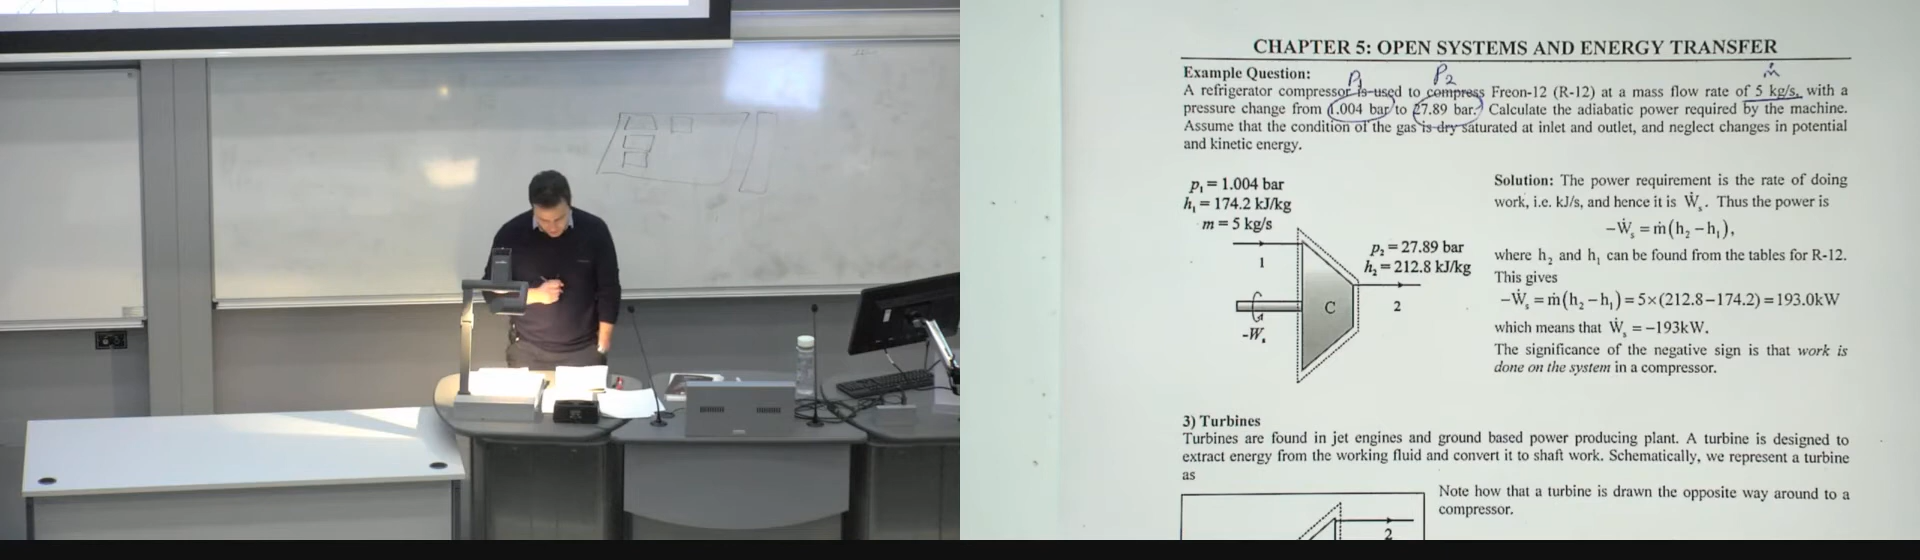 CHAPTER 5: OPEN SYSTEMS AND ENERGY TRANSFER
Example Question:
P₁
P₂
ṁ
A refrigerator compressor is used to compress Freon-12 (R-12) at a mass flow rate of 5 kg/s, with a
pressure change from 1.004 bar to 27.89 bar. Calculate the adiabatic power required by the machine.
Assume that the condition of the gas is dry saturated at inlet and outlet, and neglect changes in potential
and kinetic energy.
p₁ = 1.004 bar
h₁ = 174.2 kJ/kg
m = 5 kg/s
1
-Wₛ
C
p₂ = 27.89 bar
h₂ = 212.8 kJ/kg
2
Solution: The power requirement is the rate of doing
work, i.e. kJ/s, and hence it is Ẇₛ. Thus the power is
-Ẇₛ = ṁ(h₂ – h₁),
where h₂ and h₁ can be found from the tables for R-12.
This gives
-Ẇₛ = ṁ(h₂ – h₁) = 5×(212.8–174.2) = 193.0kW
which means that Ẇₛ = –193kW.
The significance of the negative sign is that work is
done on the system in a compressor.
3) Turbines
Turbines are found in jet engines and ground based power producing plant. A turbine is designed to
extract energy from the working fluid and convert it to shaft work. Schematically, we represent a turbine
as
Note how that a turbine is drawn the opposite way around to a
compressor.
2